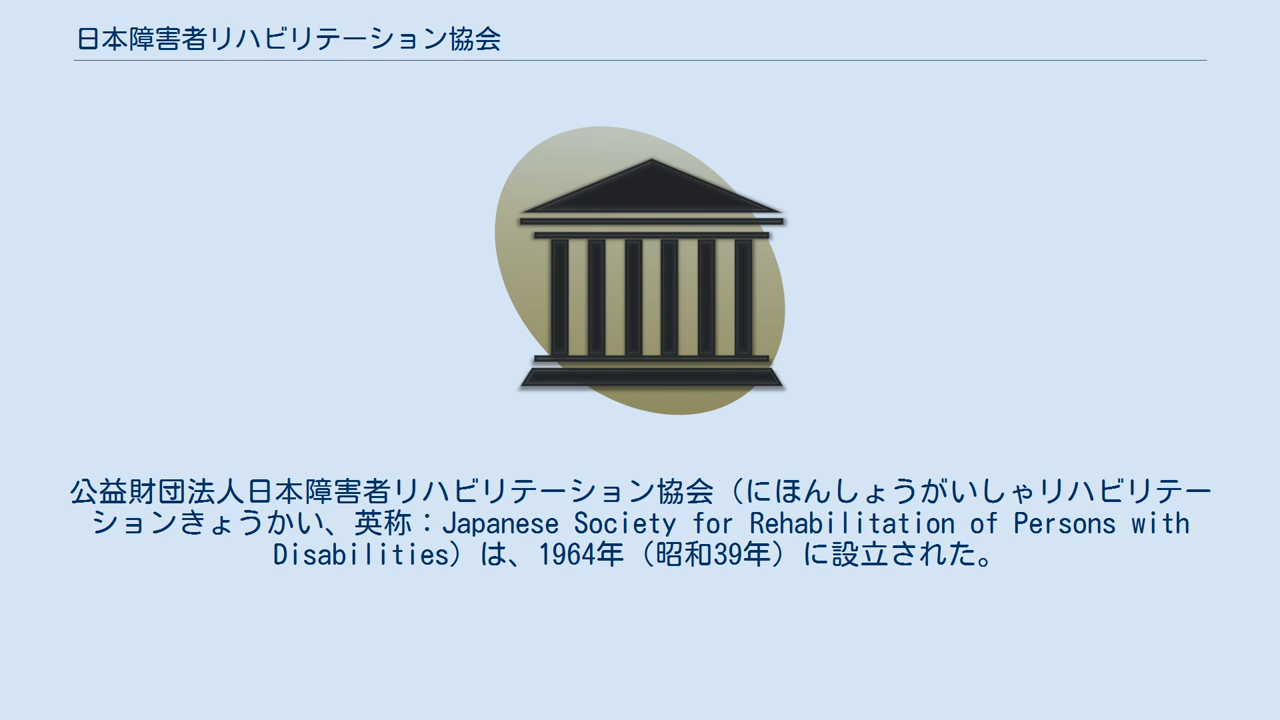 日本障害者リハビリテーション協会
公益財団法人日本障害者リハビリテーション協会（にほんしょうがいしゃリハビリテー
ションきょうかい、英称：Japanese Society for Rehabilitation of Persons with
Disabilities）は、1964年（昭和39年）に設立された。